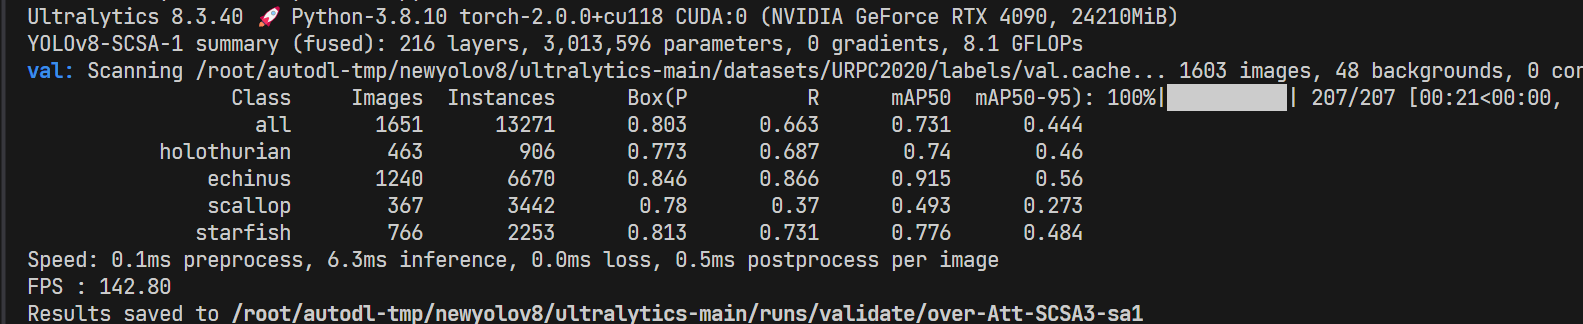 Ultralytics 8.3.40 🚀 Python-3.8.10 torch-2.0.0+cu118 CUDA:0 (NVIDIA GeForce RTX 4090, 24210MiB)
YOLOv8-SCSA-1 summary (fused): 216 layers, 3,013,596 parameters, 0 gradients, 8.1 GFLOPs
val: Scanning /root/autodl-tmp/newyolov8/ultralytics-main/datasets/URPC2020/labels/val.cache... 1603 images, 48 backgrounds, 0 cor
Class Images Instances Box(P R mAP50 mAP50-95): 100%|██████████| 207/207 [00:21<00:00,
all 1651 13271 0.803 0.663 0.731 0.444
holothurian 463 906 0.773 0.687 0.74 0.46
echinus 1240 6670 0.846 0.866 0.915 0.56
scallop 367 3442 0.78 0.37 0.493 0.273
starfish 766 2253 0.813 0.731 0.776 0.484
Speed: 0.1ms preprocess, 6.3ms inference, 0.0ms loss, 0.5ms postprocess per image
FPS : 142.80
Results saved to /root/autodl-tmp/newyolov8/ultralytics-main/runs/validate/over-Att-SCSA3-sa1